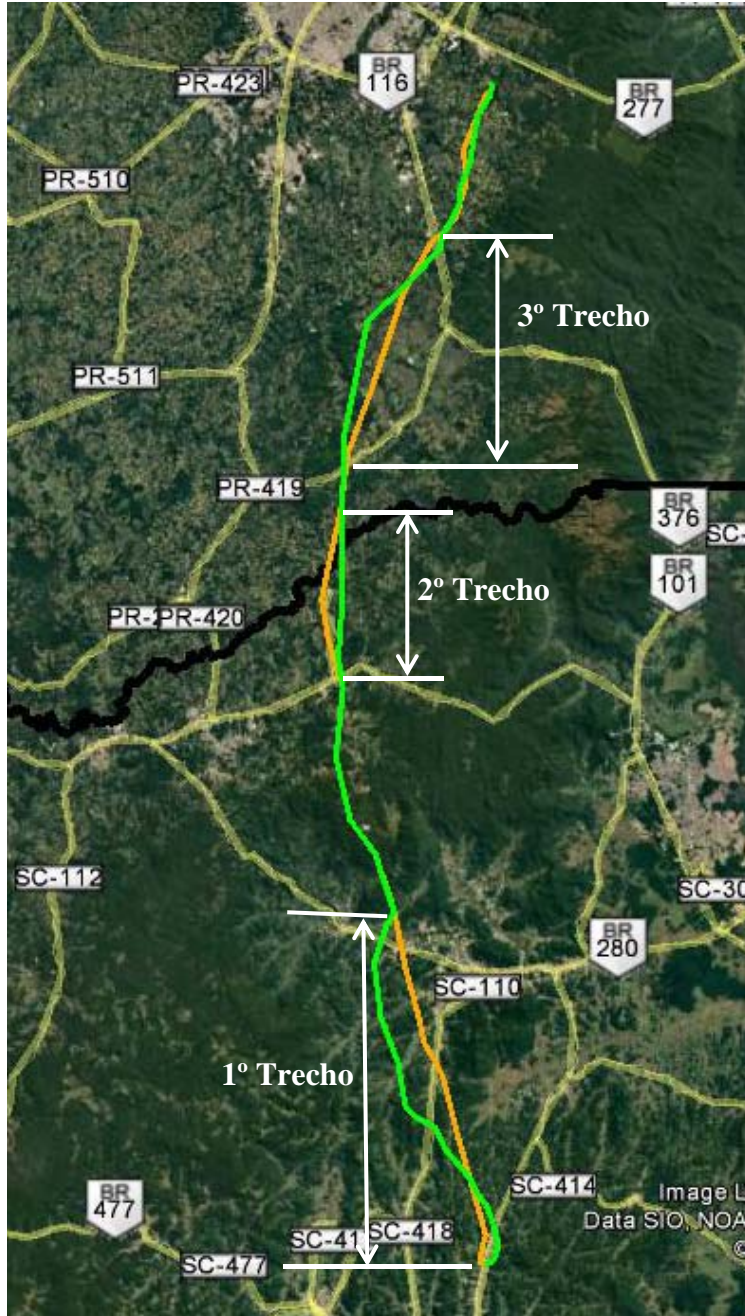 PR-423
BR
116
BR
277
PR-510
3º Trecho
PR-511
PR-419
BR
376
SC-
BR
101
2º Trecho
PR-2
PR-420
SC-112
SC-30
BR
280
SC-110
1º Trecho
SC-414
BR
477
Image L
Data SIO, NOA
©
SC-41
SC-418
SC-477